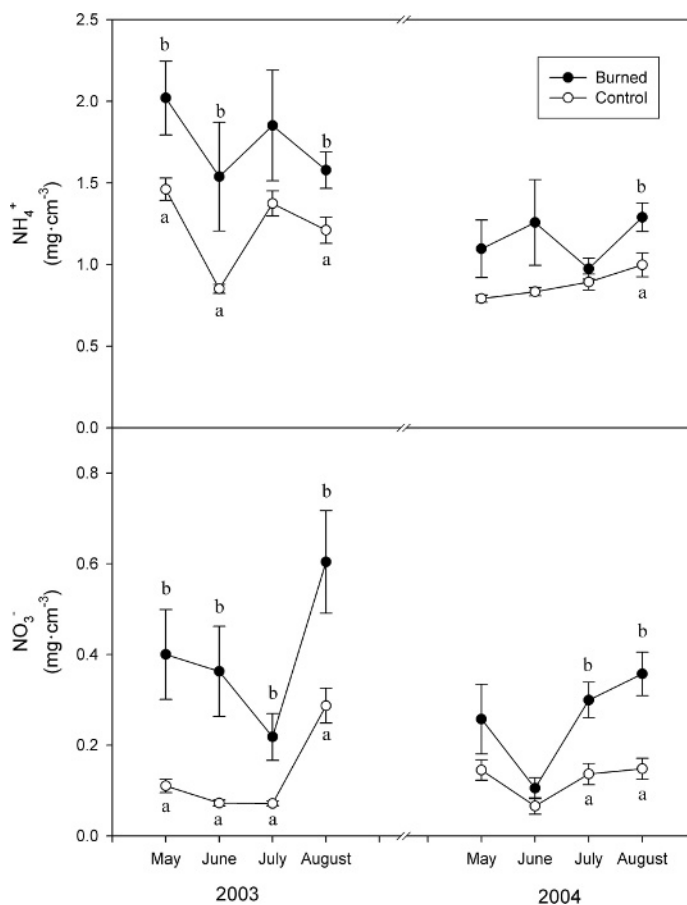 2.5
2.0
1.5
1.0
0.5
0.0
NH₄⁺
(mg·cm-3)
b
b
b
b
a
a
a
a
Burned
Control
0.8
0.6
0.4
0.2
0.0
NO₃⁻
(mg·cm-3)
b
b
b
b
b
b
a
a
a
a
a
a
May June July August May June July August
2003 2004